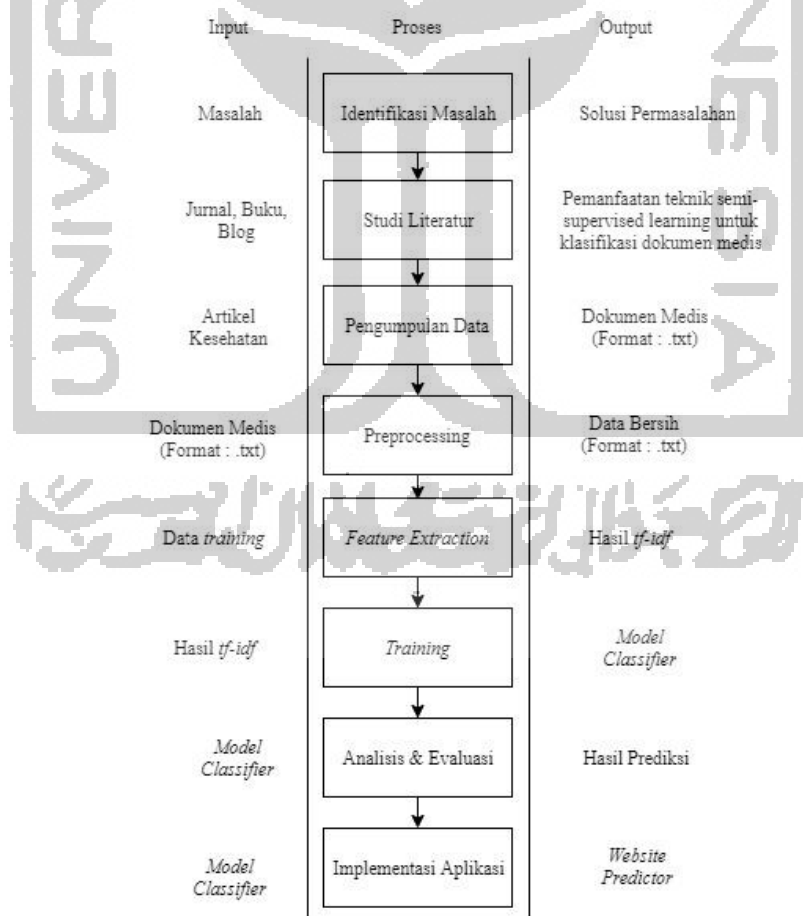 Input Proses Output
Masalah Identifikasi Masalah Solusi Permasalahan
Jurnal, Buku,
Blog
Studi Literatur
Pemanfaatan teknik semi-
supervised learning untuk
klasifikasi dokumen medis
Artikel
Kesehatan
Pengumpulan Data
Dokumen Medis
(Format : .txt)
Dokumen Medis
(Format : .txt)
Preprocessing
Data Bersih
(Format : .txt)
Data training Feature Extraction Hasil tf-idf
Hasil tf-idf Training
Model
Classifier
Model
Classifier
Analisis & Evaluasi Hasil Prediksi
Model
Classifier
Implementasi Aplikasi
Website
Predictor